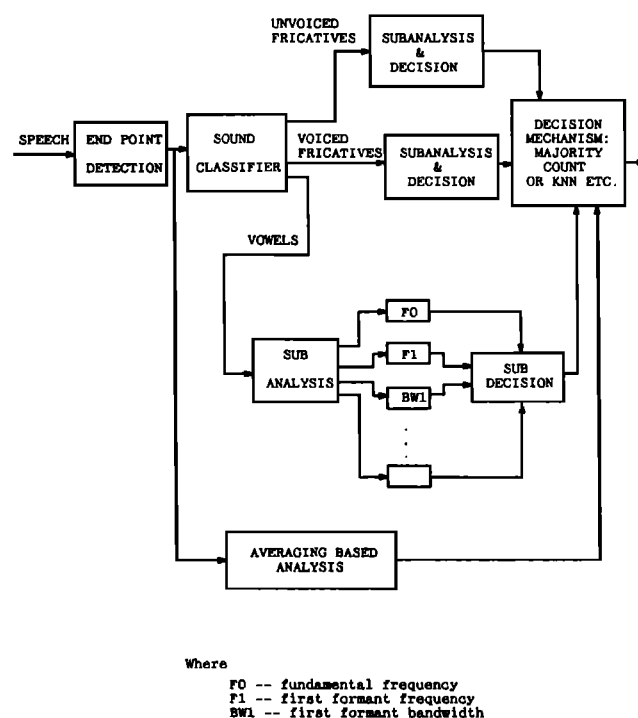 UNVOICED
FRICATIVES
SUBANALYSIS
&
DECISION
SPEECH
END POINT
DETECTION
SOUND
CLASSIFIER
VOICED
FRICATIVES
SUBANALYSIS
&
DECISION
DECISION
MECHANISM:
MAJORITY
COUNT
OR KNN ETC.
VOWELS
SUB
ANALYSIS
F0
F1
BW1
SUB
DECISION
AVERAGING BASED
ANALYSIS
Where
F0 -- fundamental frequency
F1 -- first formant frequency
BW1 -- first formant bandwidth